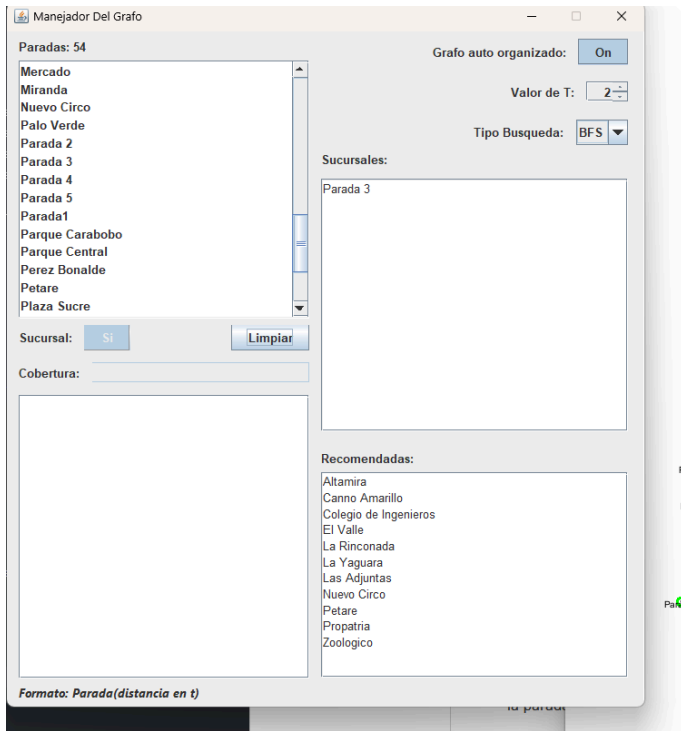 Manejador Del Grafo
Paradas: 54
Grafo auto organizado: On
Mercado
Miranda
Nuevo Circo
Palo Verde
Parada 2
Parada 3
Parada 4
Parada 5
Parada1
Parque Carabobo
Parque Central
Perez Bonalde
Petare
Plaza Sucre
Valor de T: 2
Tipo Busqueda: BFS
Sucursales:
Parada 3
Sucursal: Si Limpiar
Cobertura:
Recomendadas:
Altamira
Canno Amarillo
Colegio de Ingenieros
El Valle
La Rinconada
La Yaguara
Las Adjuntas
Nuevo Circo
Petare
Propatria
Zoologico
Formato: Parada(distancia en t)